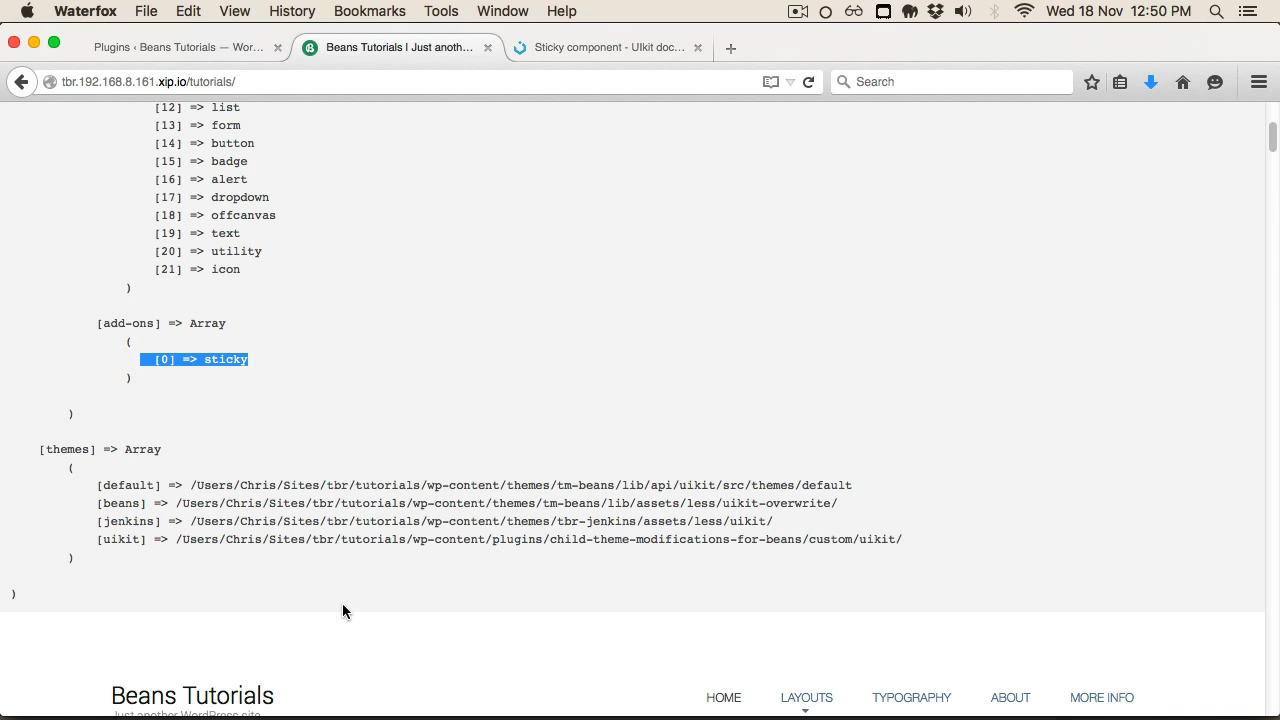 Waterfox File Edit View History Bookmarks Tools Window Help Wed 18 Nov 12:50 PM
Plugins ‹ Beans Tutorials — Wor... Beans Tutorials | Just anoth... Sticky component - UIkit doc...
tbr.192.168.8.161.xip.io/tutorials/ Search
[12] => list
[13] => form
[14] => button
[15] => badge
[16] => alert
[17] => dropdown
[18] => offcanvas
[19] => text
[20] => utility
[21] => icon
)
[add-ons] => Array
(
[0] => sticky
)
)
[themes] => Array
(
[default] => /Users/Chris/Sites/tbr/tutorials/wp-content/themes/tm-beans/lib/api/uikit/src/themes/default
[beans] => /Users/Chris/Sites/tbr/tutorials/wp-content/themes/tm-beans/lib/assets/less/uikit-overwrite/
[jenkins] => /Users/Chris/Sites/tbr/tutorials/wp-content/themes/tbr-jenkins/assets/less/uikit/
[uikit] => /Users/Chris/Sites/tbr/tutorials/wp-content/plugins/child-theme-modifications-for-beans/custom/uikit/
)
)
Beans Tutorials HOME LAYOUTS TYPOGRAPHY ABOUT MORE INFO
Just another WordPress site